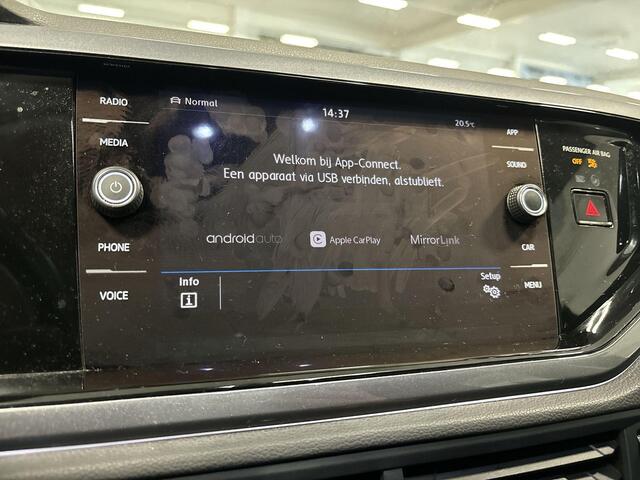 RADIO
MEDIA
PHONE
VOICE
Normal
14:37
20.5°C
Welkom bij App-Connect.
Een apparaat via USB verbinden, alstublieft.
androidauto
Apple CarPlay
MirrorLink
Info
Setup
APP
SOUND
CAR
MENU
PASSENGER AIR BAG
OFF